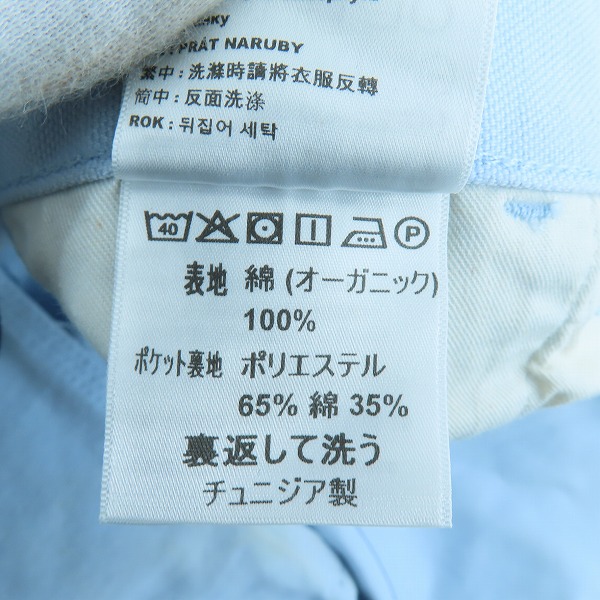 PRÁT NARUBY
繁中 : 洗滌時請將衣服反轉
简中 : 反面洗涤
ROK: 뒤집어 세탁
40 P
表地 綿 (オーガニック)
100%
ポケット裏地 ポリエステル
65% 綿 35%
裏返して洗う
チュニジア製